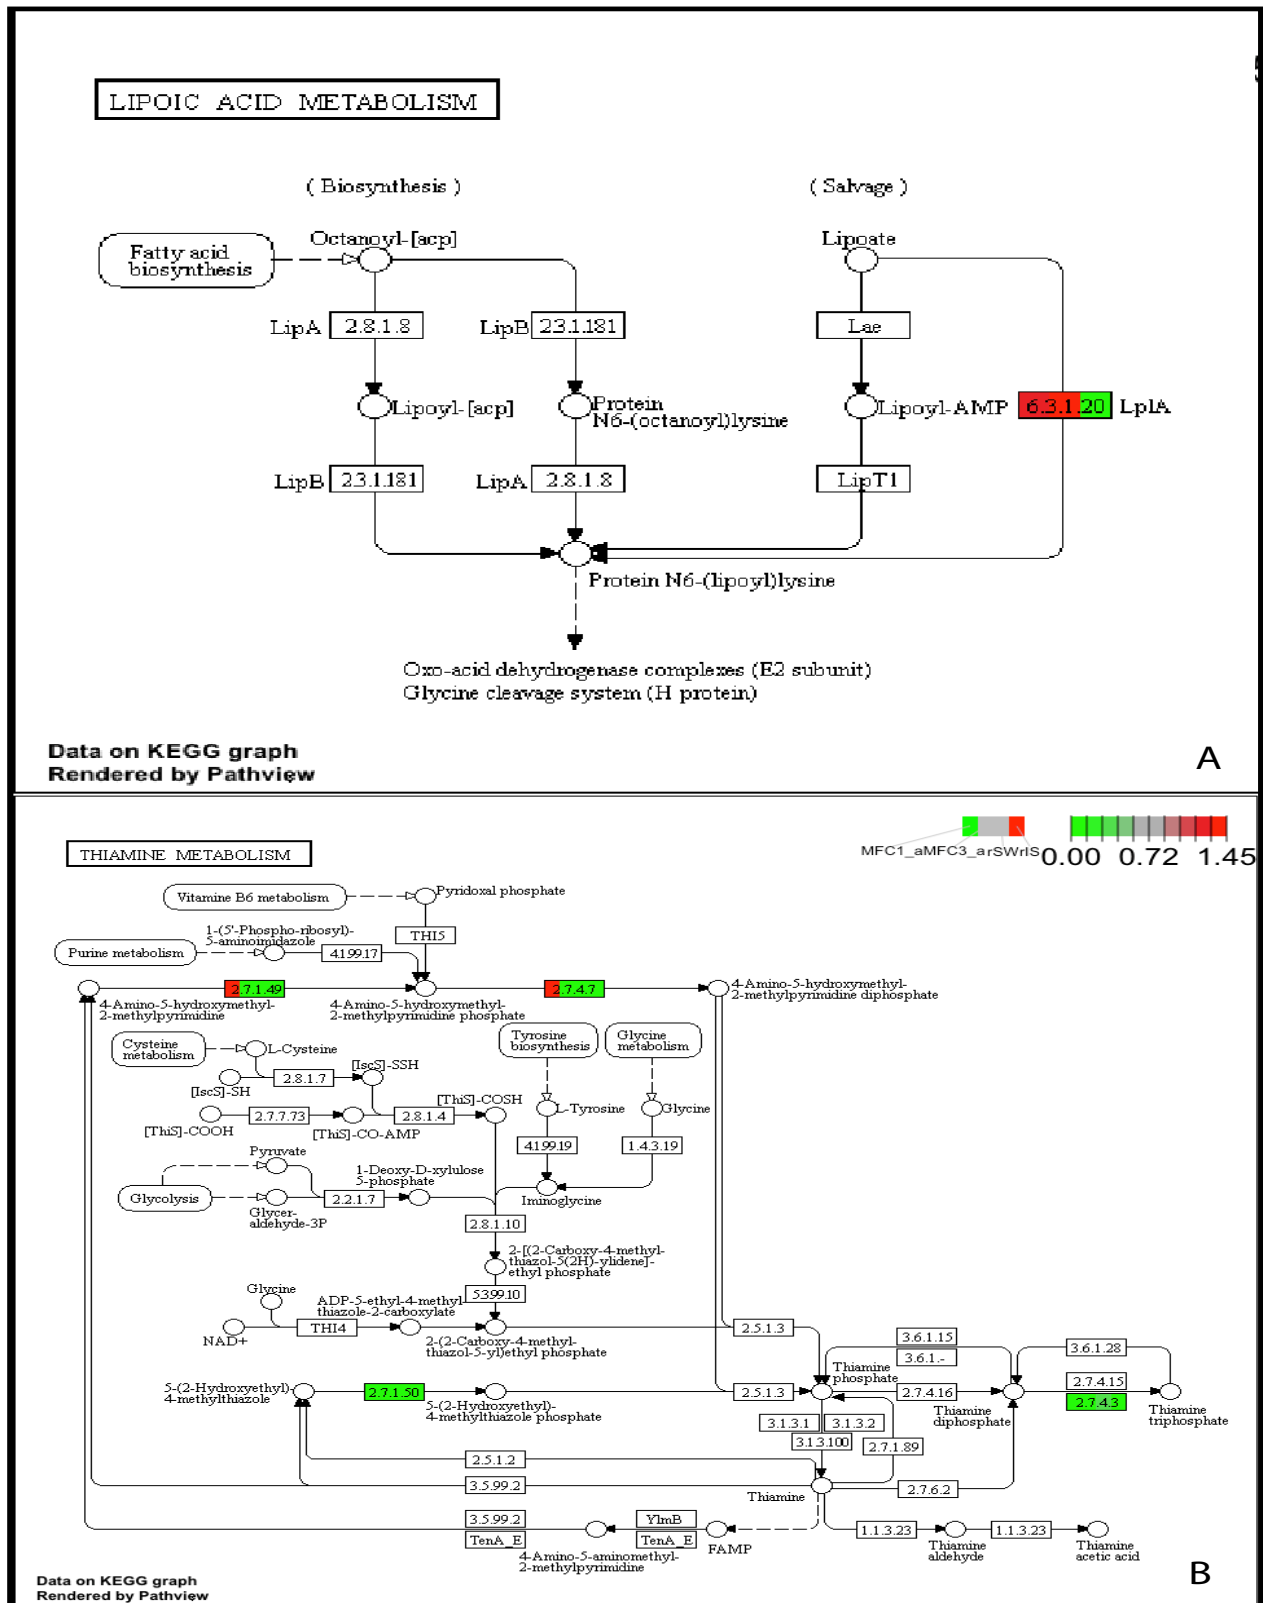 LIPOIC ACID METABOLISM
( Biosynthesis )
( Salvage )
Octanoyl-[acp]
Lipoate
Fatty acid
biosynthesis
LipA 2.8.1.8
LipB 2.3.1.181
Lae
Lipoyl-[acp]
Protein
N6-(octanoyl)lysine
Lipoyl-AMP
6.3.1.20 LplA
LipB 2.3.1.181
LipA 2.8.1.8
LipT1
Protein N6-(lipoyl)lysine
Oxo-acid dehydrogenase complexes (E2 subunit)
Glycine cleavage system (H protein)
Data on KEGG graph
Rendered by Pathview
A
THIAMINE METABOLISM
MFC1_aMFC3_arSWrlS
0.00 0.72 1.45
Vitamine B6 metabolism
Pyridoxal phosphate
THI5
1-(5'-Phospho-ribosyl)-
5-aminoimidazole
Purine metabolism
4.1.99.17
2.7.1.49
2.7.4.7
4-Amino-5-hydroxymethyl-
2-methylpyrimidine
4-Amino-5-hydroxymethyl-
2-methylpyrimidine phosphate
4-Amino-5-hydroxymethyl-
2-methylpyrimidine diphosphate
Cysteine
metabolism
L-Cysteine
Tyrosine
biosynthesis
Glycine
metabolism
[IscS]-SH
2.8.1.7
[IscS]-SSH
[ThiS]-COOH
2.7.7.73
[ThiS]-CO-AMP
2.8.1.4
[ThiS]-COSH
L-Tyrosine
Glycine
4.1.99.19
1.4.3.19
Pyruvate
Glycolysis
Glycer-
aldehyde-3P
2.2.1.7
1-Deoxy-D-xylulose
5-phosphate
Iminoglycine
2.8.1.10
2-[(2-Carboxy-4-methyl-
thiazol-5(2H)-ylidene]-
ethyl phosphate
5.3.99.10
Glycine
NAD+
THI4
ADP-5-ethyl-4-methyl-
thiazole-2-carboxylate
2-(2-Carboxy-4-methyl-
thiazol-5-yl)ethyl phosphate
2.5.1.3
3.6.1.15
3.6.1.-
3.6.1.28
5-(2-Hydroxyethyl)-
4-methylthiazole
2.7.1.50
5-(2-Hydroxyethyl)-
4-methylthiazole phosphate
2.5.1.3
Thiamine
phosphate
2.7.4.16
Thiamine
diphosphate
2.7.4.15
2.7.4.3
Thiamine
triphosphate
3.1.3.1
3.1.3.2
3.1.3.100
2.7.1.89
2.5.1.2
3.5.99.2
Thiamine
2.7.6.2
3.5.99.2
TenA_E
4-Amino-5-aminomethyl-
2-methylpyrimidine
YlmB
TenA_E
FAMP
1.1.3.23
Thiamine
aldehyde
1.1.3.23
Thiamine
acetic acid
Data on KEGG graph
Rendered by Pathview
B